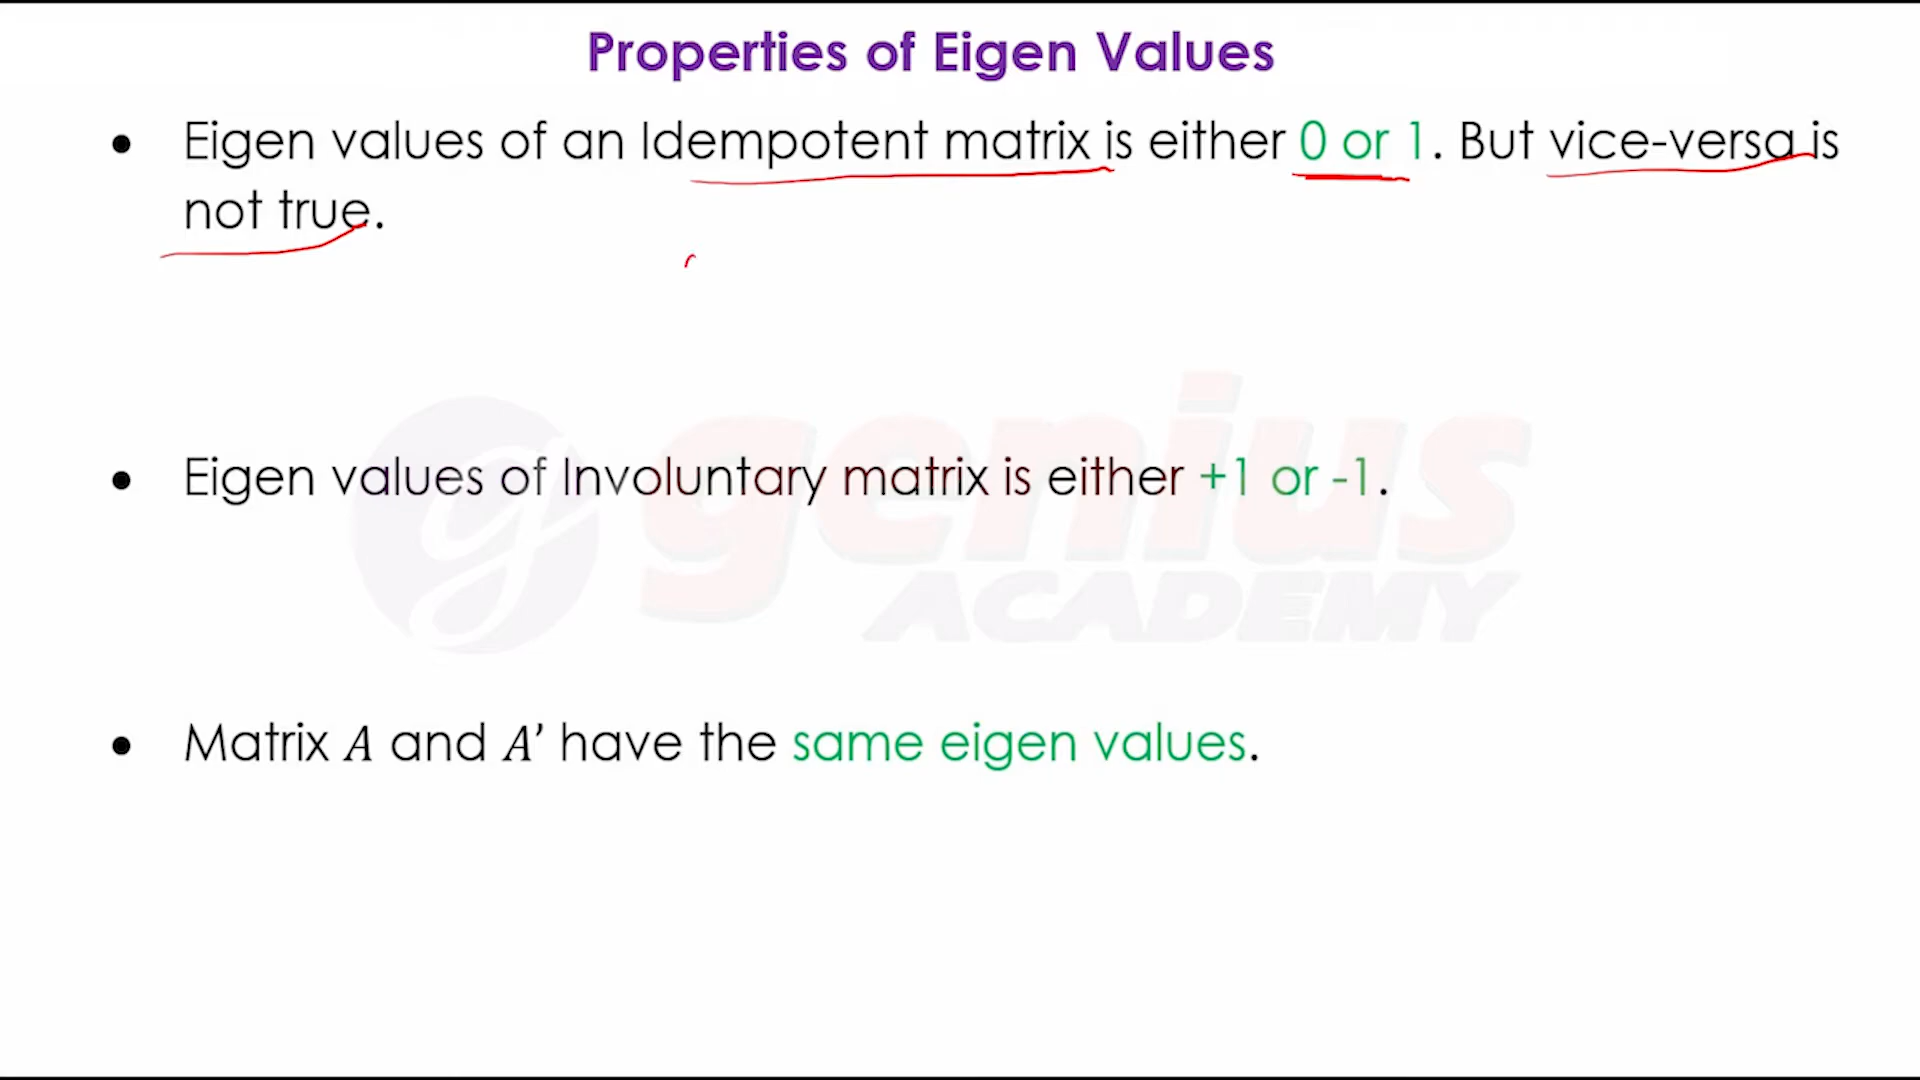 Properties of Eigen Values
• Eigen values of an Idempotent matrix is either 0 or 1. But vice-versa is
not true.
genius
ACADEMY
• Eigen values of Involuntary matrix is either +1 or -1.
• Matrix A and A’ have the same eigen values.